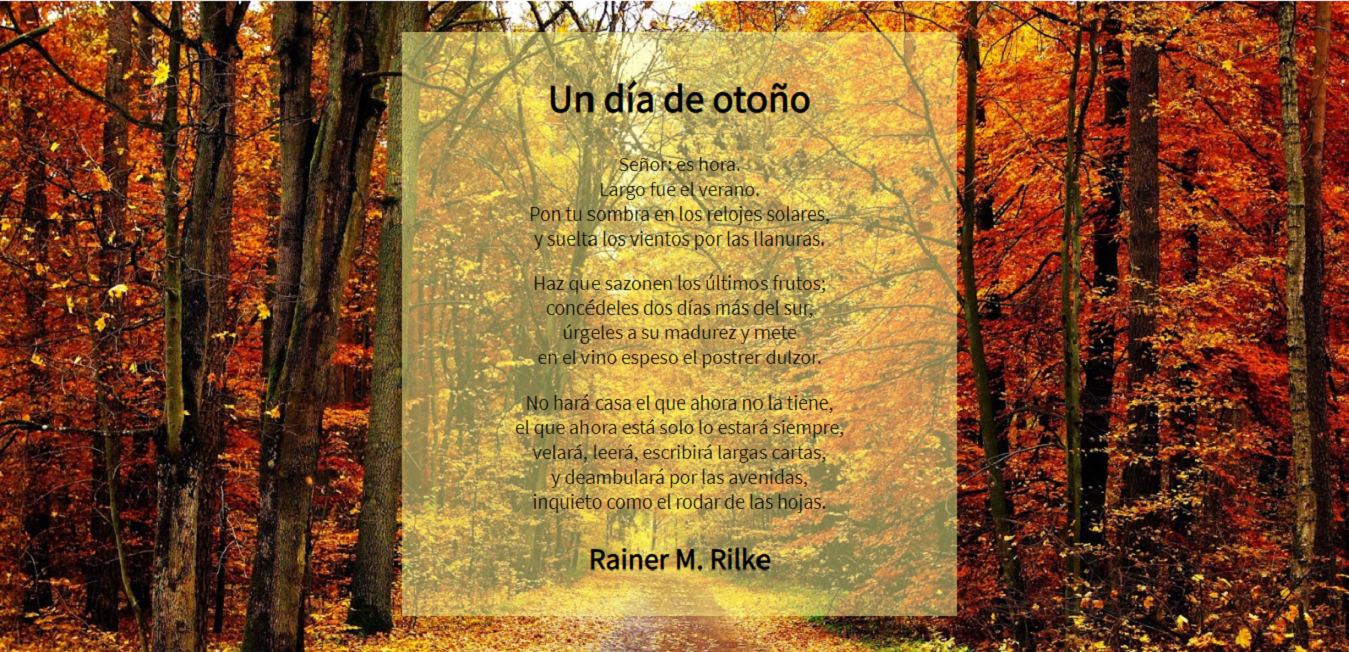 Un día de otoño
Señor: es hora.
Largo fue el verano.
Pon tu sombra en los relojes solares,
y suelta los vientos por las llanuras.
Haz que sazonen los últimos frutos;
concédeles dos días más del sur,
úrgeles a su madurez y mete
en el vino espeso el postrer dulzor.
No hará casa el que ahora no la tiene,
el que ahora está solo lo estará siempre,
velará, leerá, escribirá largas cartas,
y deambulará por las avenidas,
inquieto como el rodar de las hojas.
Rainer M. Rilke